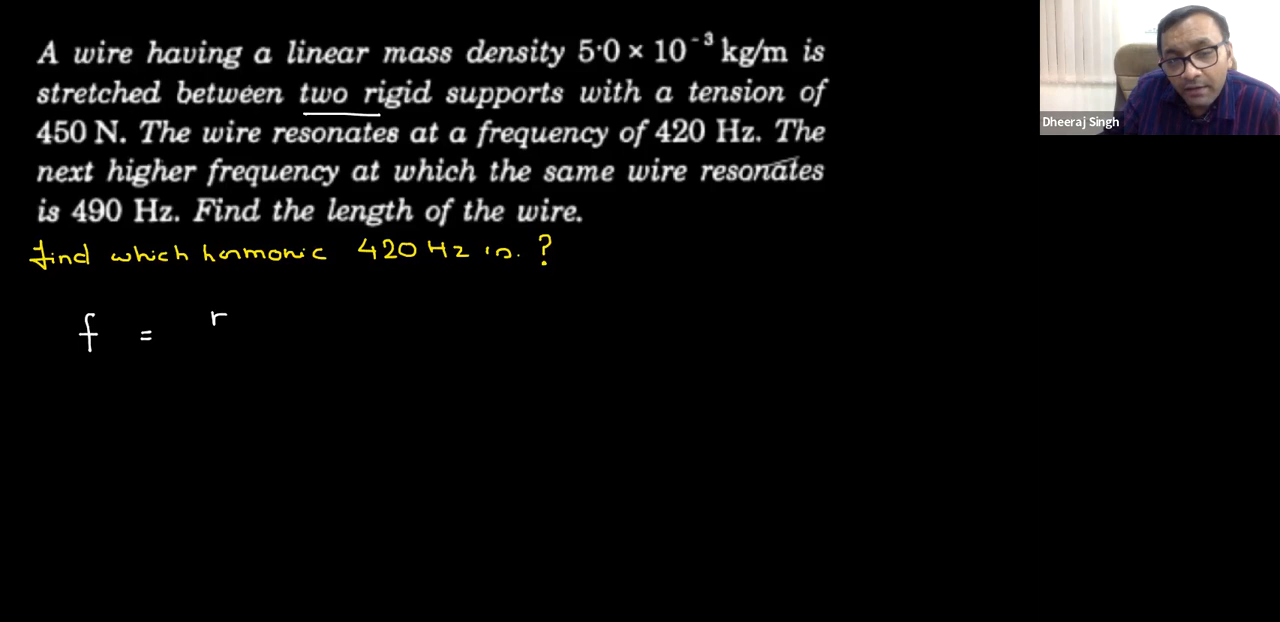 A wire having a linear mass density 5·0 × 10⁻³ kg/m is
stretched between two rigid supports with a tension of
450 N. The wire resonates at a frequency of 420 Hz. The
next higher frequency at which the same wire resonates
is 490 Hz. Find the length of the wire.
find which harmonic 420 Hz is. ?
f = r
Dheeraj Singh